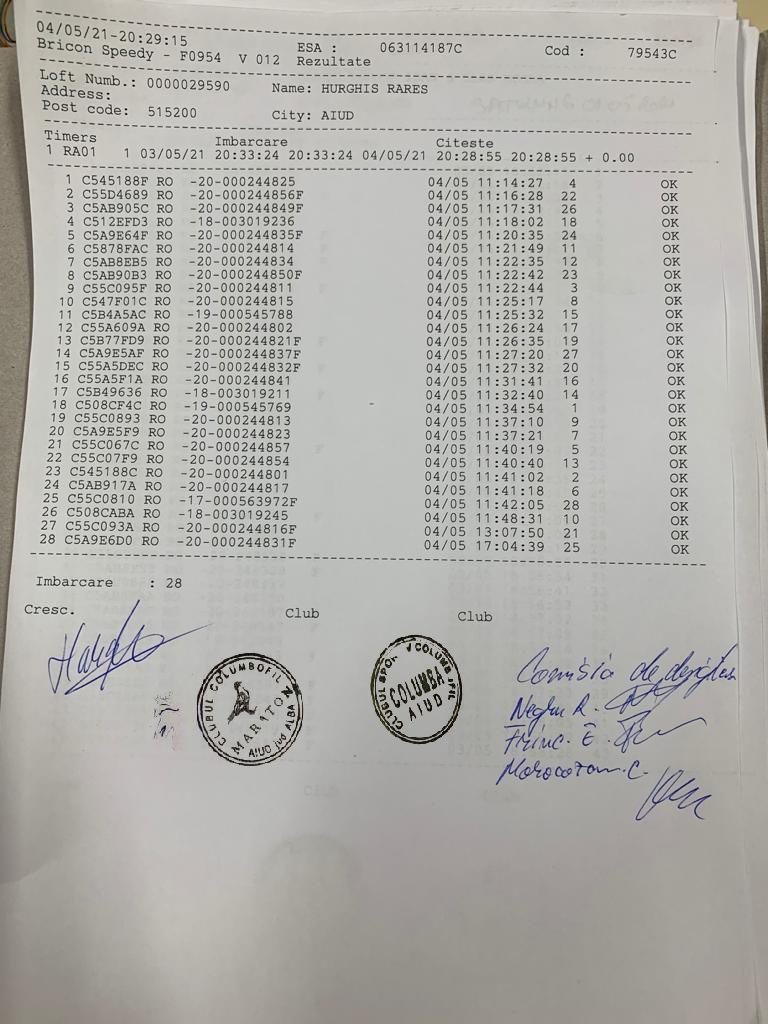 04/05/21-20:29:15 ESA : 063114187C Cod : 79543C
Bricon Speedy - F0954 V 012 Rezultate
Loft Numb.: 0000029590 Name: HURGHIS RARES
Address:
Post code: 515200 City: AIUD
Timers Imbarcare Citeste
1 RA01 1 03/05/21 20:33:24 20:33:24 04/05/21 20:28:55 20:28:55 + 0.00
1 C545188F RO -20-000244825 04/05 11:14:27 4 OK
2 C55D4689 RO -20-000244856F 04/05 11:16:28 22 OK
3 C5AB905C RO -20-000244849F 04/05 11:17:31 26 OK
4 C512EFD3 RO -18-003019236 04/05 11:18:02 18 OK
5 C5A9E64F RO -20-000244835F 04/05 11:20:35 24 OK
6 C5878FAC RO -20-000244814 04/05 11:21:49 11 OK
7 C5AB8EB5 RO -20-000244834 04/05 11:22:35 12 OK
8 C5AB90B3 RO -20-000244850F 04/05 11:22:42 23 OK
9 C55C095F RO -20-000244811 04/05 11:22:44 3 OK
10 C547F01C RO -20-000244815 04/05 11:25:17 8 OK
11 C5B4A5AC RO -19-000545788 04/05 11:25:32 15 OK
12 C55A609A RO -20-000244802 04/05 11:26:24 17 OK
13 C5B77FD9 RO -20-000244821F 04/05 11:26:35 19 OK
14 C5A9E5AF RO -20-000244837F 04/05 11:27:20 27 OK
15 C55A5DEC RO -20-000244832F 04/05 11:27:32 20 OK
16 C55A5F1A RO -20-000244841 04/05 11:31:41 16 OK
17 C5B49636 RO -18-003019211 04/05 11:32:40 14 OK
18 C508CF4C RO -19-000545769 04/05 11:34:54 1 OK
19 C55C0893 RO -20-000244813 04/05 11:37:10 9 OK
20 C5A9E5F9 RO -20-000244823 04/05 11:37:21 7 OK
21 C55C067C RO -20-000244857 04/05 11:40:19 5 OK
22 C55C07F9 RO -20-000244854 04/05 11:40:40 13 OK
23 C545188C RO -20-000244801 04/05 11:41:02 2 OK
24 C5AB917A RO -20-000244817 04/05 11:41:18 6 OK
25 C55C0810 RO -17-000563972F 04/05 11:42:05 28 OK
26 C508CABA RO -18-003019245 04/05 11:48:31 10 OK
27 C55C093A RO -20-000244816F 04/05 13:07:50 21 OK
28 C5A9E6D0 RO -20-000244831F 04/05 17:04:39 25 OK
Imbarcare : 28
Cresc. Club Club
CLUBUL COLUMBOFIL
AIUD jud ALBA
CLUBUL SPORTIV COLUMBOFIL
COLUMBA
AIUD
Comisia de
Negru R.